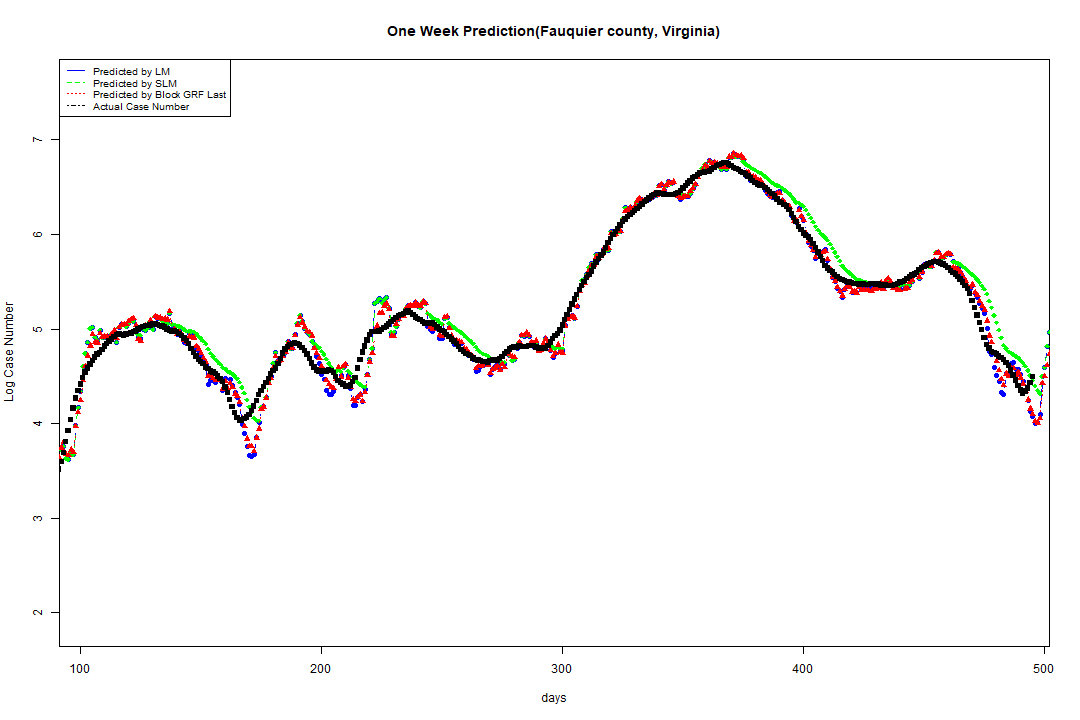 One Week Prediction(Fauquier county, Virginia)
Predicted by LM
Predicted by SLM
Predicted by Block GRF Last
Actual Case Number
7
6
5
4
3
2
Log Case Number
100 200 300 400 500
days